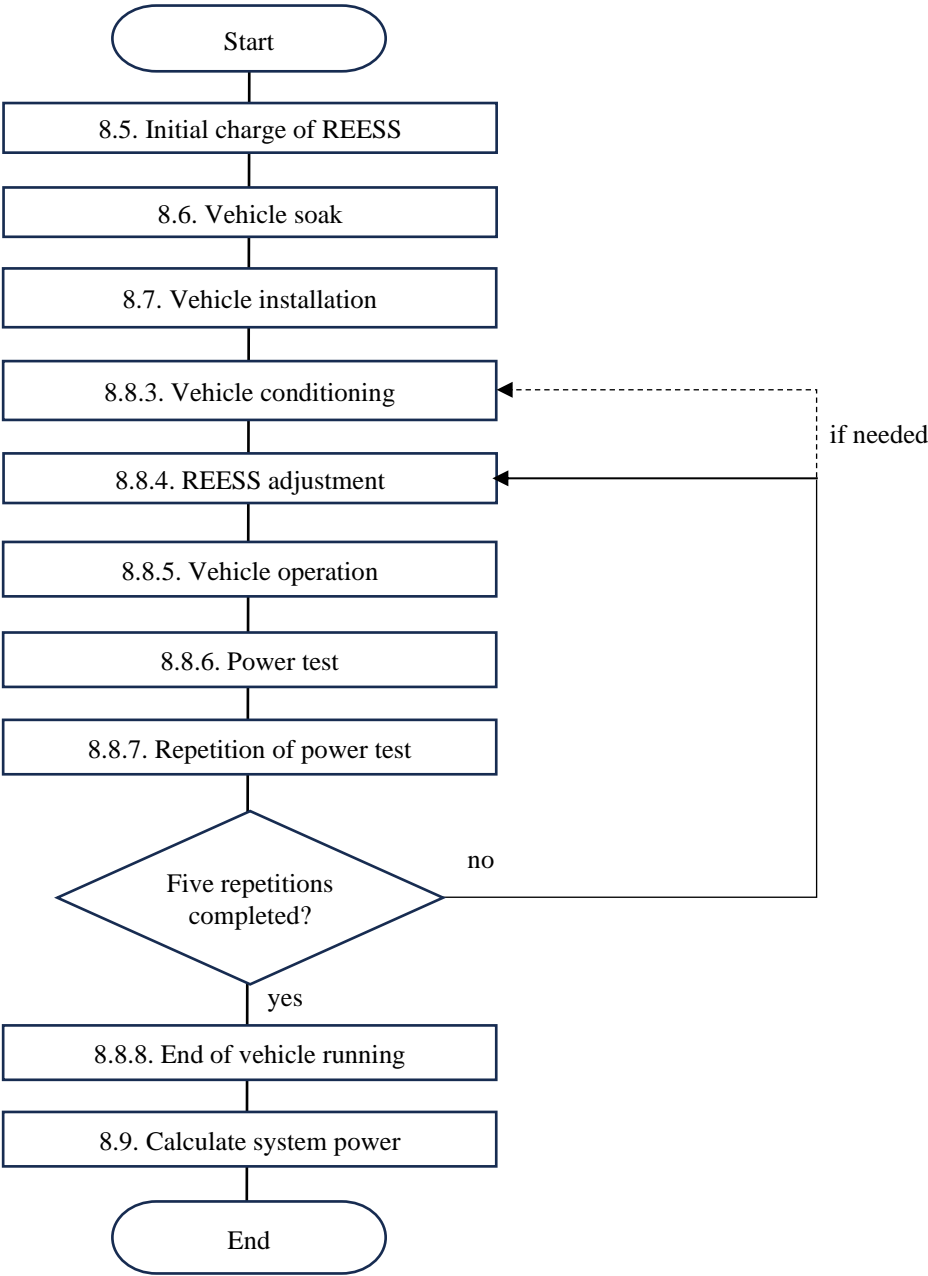 Start
8.5. Initial charge of REESS
8.6. Vehicle soak
8.7. Vehicle installation
8.8.3. Vehicle conditioning
if needed
8.8.4. REESS adjustment
8.8.5. Vehicle operation
8.8.6. Power test
8.8.7. Repetition of power test
no
Five repetitions
completed?
yes
8.8.8. End of vehicle running
8.9. Calculate system power
End